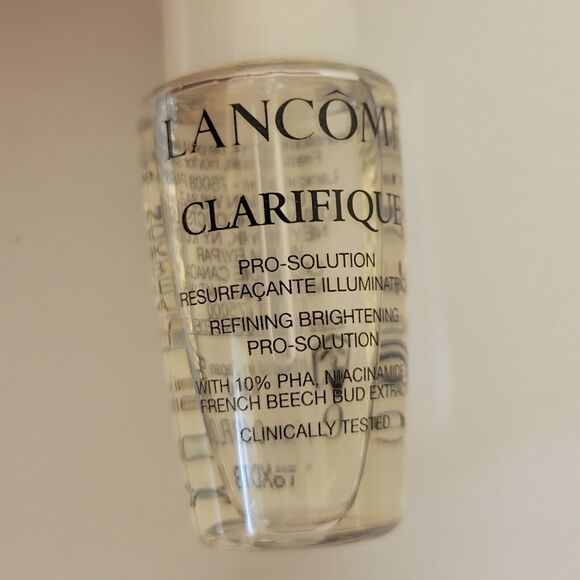 LANCÔME
CLARIFIQUE
PRO-SOLUTION
RESURFAÇANTE ILLUMINATRICE
REFINING BRIGHTENING
PRO-SOLUTION
WITH 10% PHA, NIACINAMIDE
FRENCH BEECH BUD EXTRACT
CLINICALLY TESTED